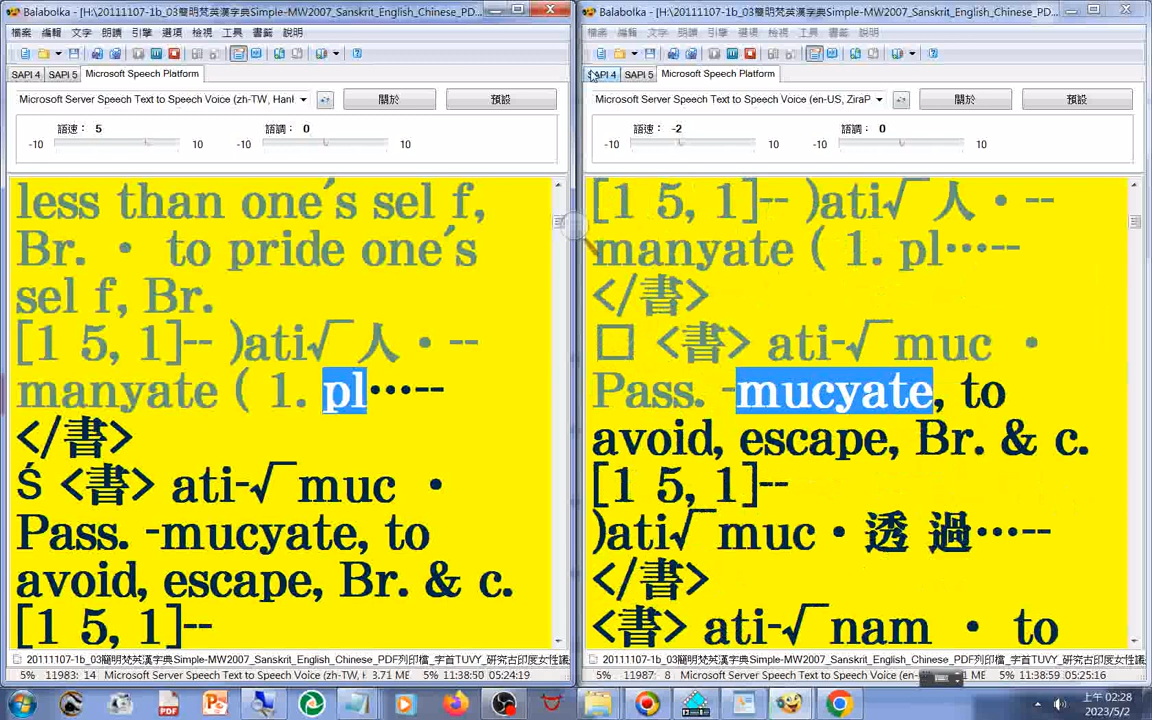 Balabolka - [H:\20111107-1b_03簡明梵英漢字典Simple-MW2007_Sanskrit_English_Chinese_PD...
檔案 編輯 文字 朗讀 引擎 選項 檢視 工具 書籤 說明
SAPI 4 SAPI 5 Microsoft Speech Platform
Microsoft Server Speech Text to Speech Voice (zh-TW, Hanl
關於 預設
語速： 5 語調： 0
-10 10 -10 10
less than one's sel f,
Br. • to pride one's
sel f, Br.
[1 5, 1]-- )ati√人・--
manyate ( 1. pl…--
</書>
Ś <書> ati-√muc •
Pass. -mucyate, to
avoid, escape, Br. & c.
[1 5, 1]--
20111107-1b_03簡明梵英漢字典Simple-MW2007_Sanskrit_English_Chinese_PDF列印檔_字首TUVY_研究古印度女性議
5% 11983: 14 Microsoft Server Speech Text to Speech Voice (zh-TW, H 3.71 ME 5% 11:38:50 05:24:19
Balabolka - [H:\20111107-1b_03簡明梵英漢字典Simple-MW2007_Sanskrit_English_Chinese_PD...
檔案 編輯 文字 朗讀 引擎 選項 檢視 工具 書籤 說明
SAPI 4 SAPI 5 Microsoft Speech Platform
Microsoft Server Speech Text to Speech Voice (en-US, ZiraP
關於 預設
語速： -2 語調： 0
-10 10 -10 10
[1 5, 1]-- )ati√人・--
manyate ( 1. pl…--
</書>
□ <書> ati-√muc •
Pass. -mucyate, to
avoid, escape, Br. & c.
[1 5, 1]--
)ati√muc・透 過…--
</書>
<書> ati-√nam • to
20111107-1b_03簡明梵英漢字典Simple-MW2007_Sanskrit_English_Chinese_PDF列印檔_字首TUVY_研究古印度女性議
5% 11987: 8 Microsoft Server Speech Text to Speech Voice ME 5% 11:38:59 05:25:16
上午 02:28
2023/5/2